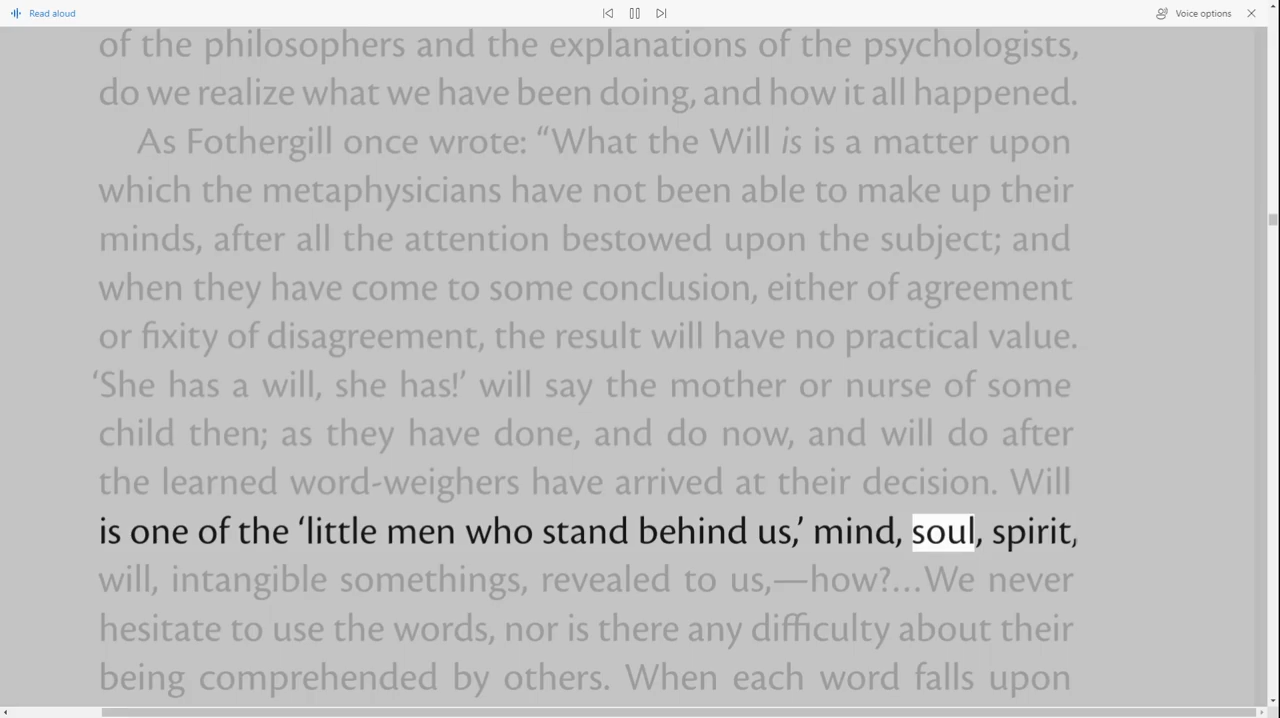 Read aloud
Voice options
of the philosophers and the explanations of the psychologists,
do we realize what we have been doing, and how it all happened.
As Fothergill once wrote: “What the Will is is a matter upon
which the metaphysicians have not been able to make up their
minds, after all the attention bestowed upon the subject; and
when they have come to some conclusion, either of agreement
or fixity of disagreement, the result will have no practical value.
‘She has a will, she has!’ will say the mother or nurse of some
child then; as they have done, and do now, and will do after
the learned word-weighers have arrived at their decision. Will
is one of the ‘little men who stand behind us,’ mind, soul, spirit,
will, intangible somethings, revealed to us,—how?...We never
hesitate to use the words, nor is there any difficulty about their
being comprehended by others. When each word falls upon